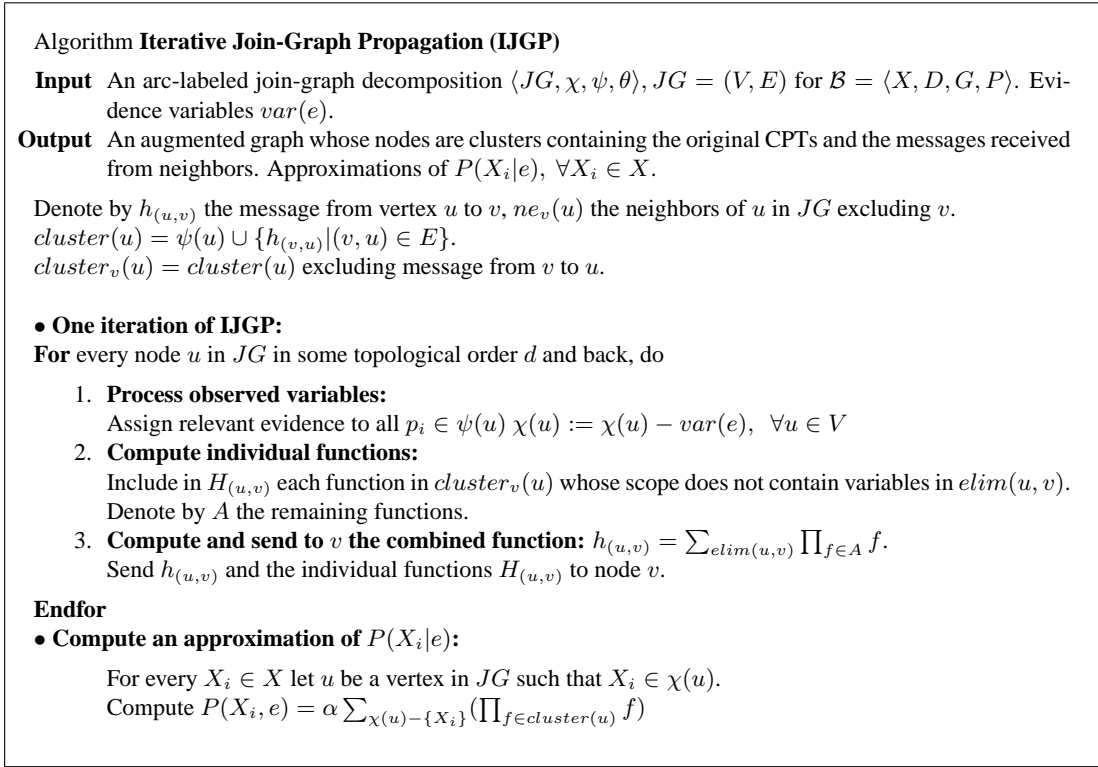 Algorithm Iterative Join-Graph Propagation (IJGP)
Input An arc-labeled join-graph decomposition ⟨JG, χ, ψ, θ⟩, JG = (V, E) for ℬ = ⟨X, D, G, P⟩. Evi-
dence variables var(e).
Output An augmented graph whose nodes are clusters containing the original CPTs and the messages received
from neighbors. Approximations of P(X_i|e), ∀X_i ∈ X.
Denote by h_(u,v) the message from vertex u to v, ne_v(u) the neighbors of u in JG excluding v.
cluster(u) = ψ(u) ∪ {h_(v,u)|(v, u) ∈ E}.
cluster_v(u) = cluster(u) excluding message from v to u.
• One iteration of IJGP:
For every node u in JG in some topological order d and back, do
1. Process observed variables:
Assign relevant evidence to all p_i ∈ ψ(u) χ(u) := χ(u) − var(e), ∀u ∈ V
2. Compute individual functions:
Include in H_(u,v) each function in cluster_v(u) whose scope does not contain variables in elim(u, v).
Denote by A the remaining functions.
3. Compute and send to v the combined function: h_(u,v) = ∑_elim(u,v) ∏_f∈A f.
Send h_(u,v) and the individual functions H_(u,v) to node v.
Endfor
• Compute an approximation of P(X_i|e):
For every X_i ∈ X let u be a vertex in JG such that X_i ∈ χ(u).
Compute P(X_i, e) = α ∑_χ(u)−{X_i} (∏_f∈cluster(u) f)